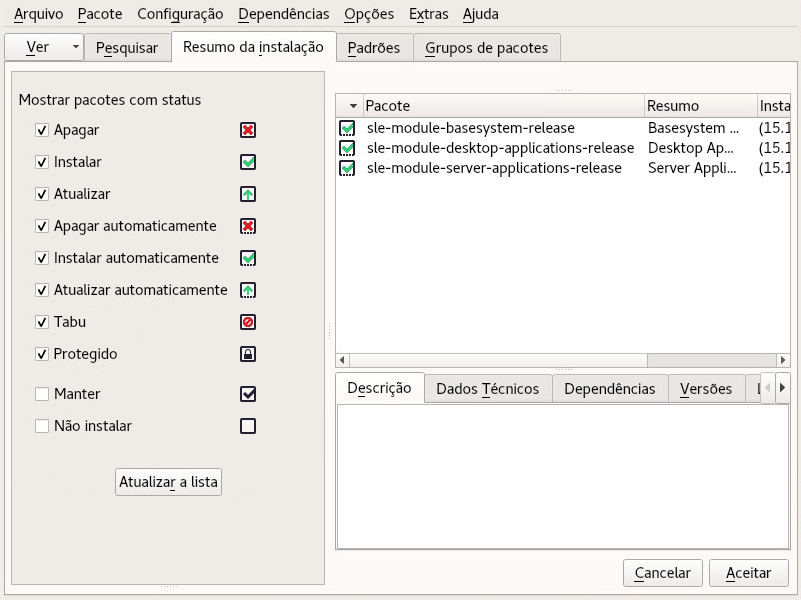 Arquivo Pacote Configuração Dependências Opções Extras Ajuda
Ver Pesquisar Resumo da instalação Padrões Grupos de pacotes
Mostrar pacotes com status
Apagar
Instalar
Atualizar
Apagar automaticamente
Instalar automaticamente
Atualizar automaticamente
Tabu
Protegido
Manter
Não instalar
Atualizar a lista
Pacote Resumo Insta
sle-module-basesystem-release Basesystem ... (15.1
sle-module-desktop-applications-release Desktop Ap... (15.1
sle-module-server-applications-release Server Appli... (15.1
Descrição Dados Técnicos Dependências Versões
Cancelar Aceitar